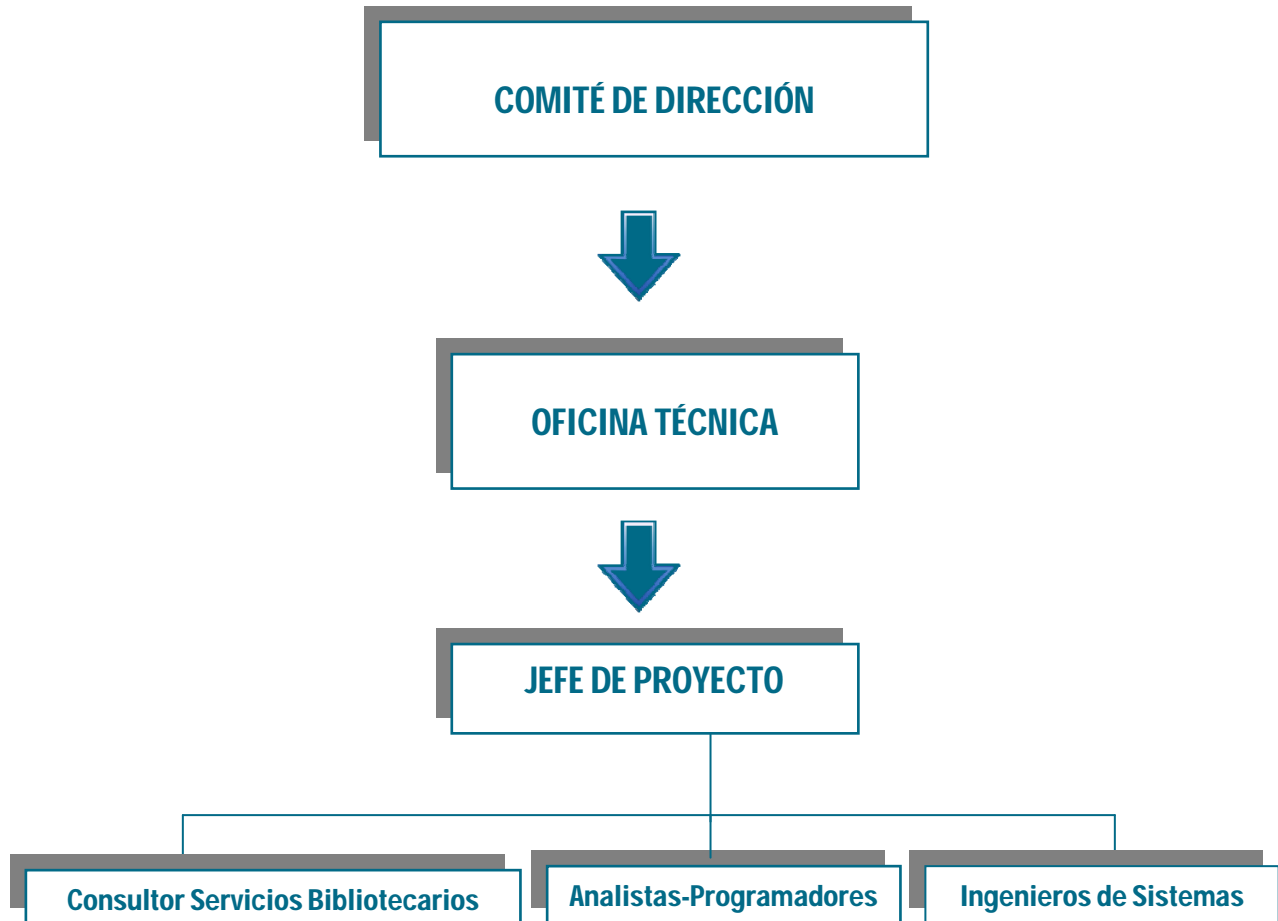 COMITÉ DE DIRECCIÓN
OFICINA TÉCNICA
JEFE DE PROYECTO
Consultor Servicios Bibliotecarios
Analistas-Programadores
Ingenieros de Sistemas